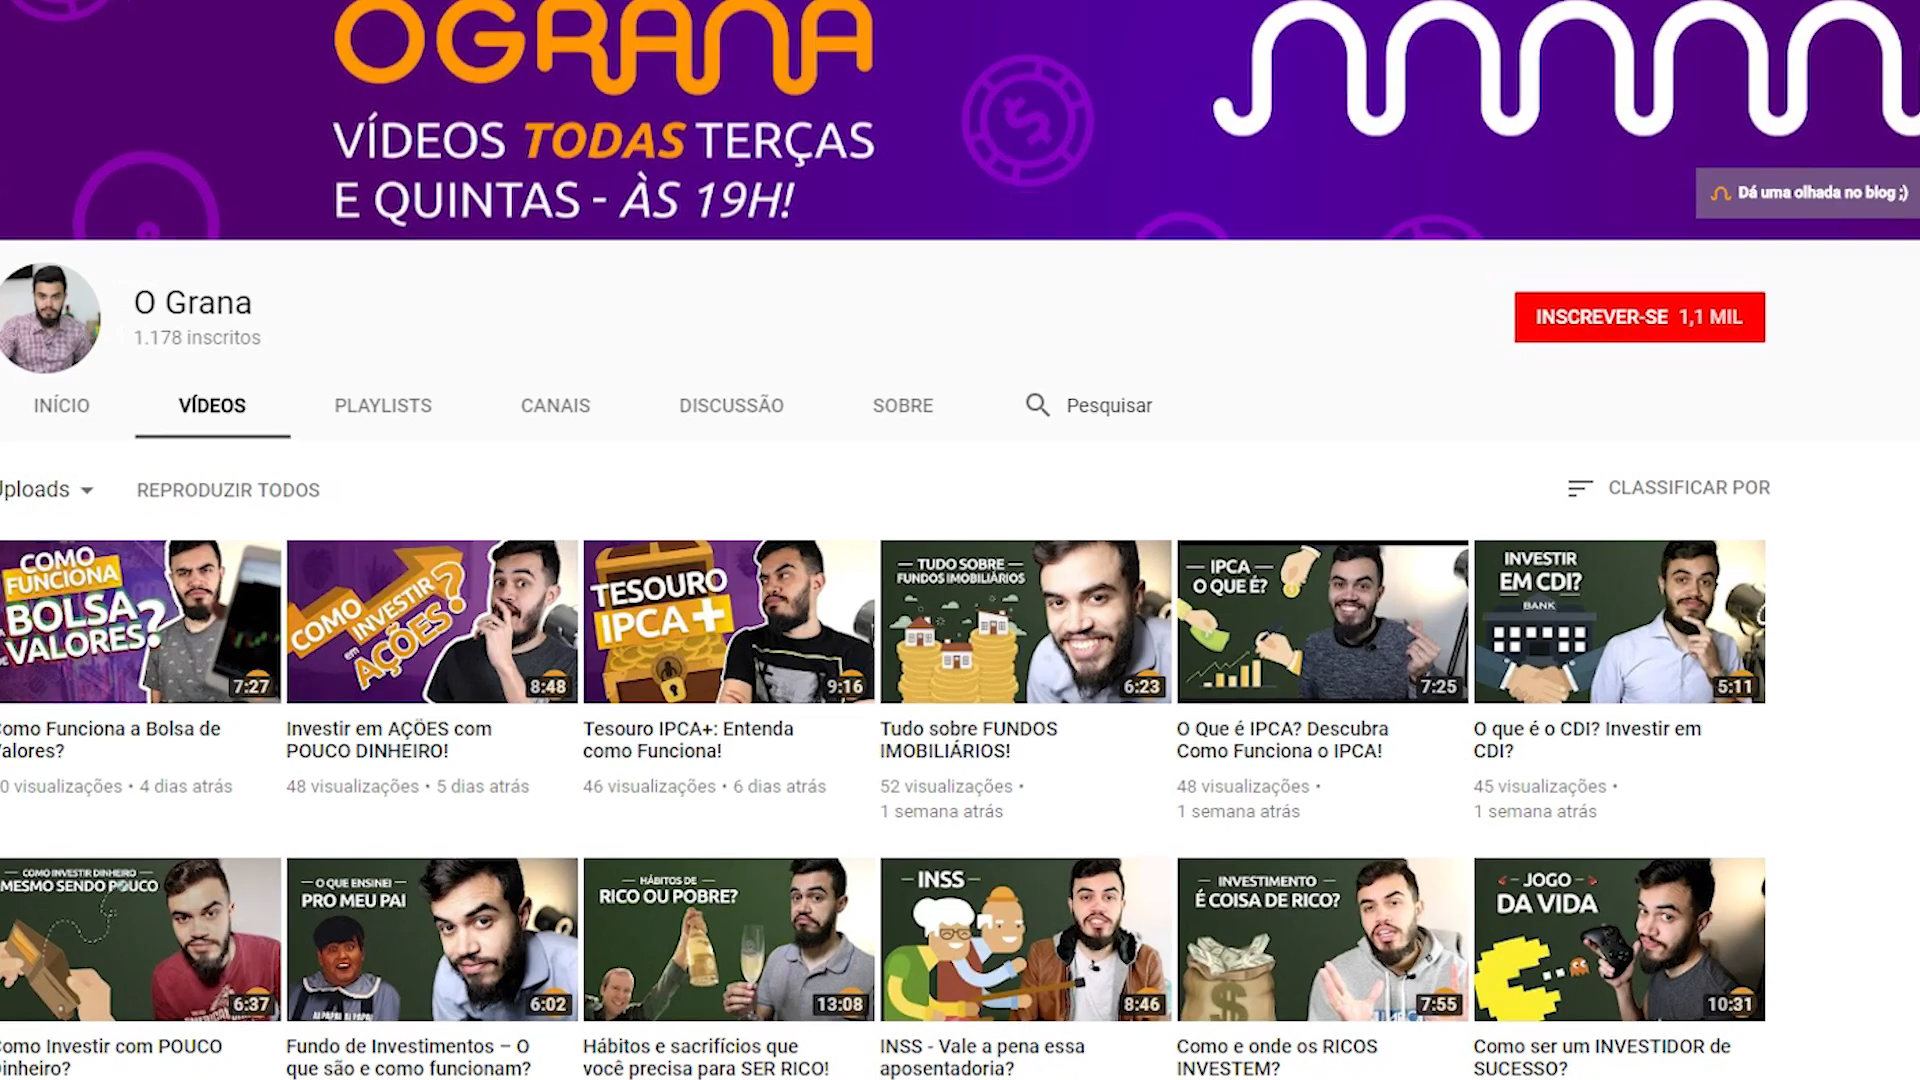 OGRANA
VÍDEOS TODAS TERÇAS
E QUINTAS - ÀS 19H!
Dá uma olhada no blog ;)
O Grana
1.178 inscritos
INSCREVER-SE 1,1 MIL
INÍCIO VÍDEOS PLAYLISTS CANAIS DISCUSSÃO SOBRE Pesquisar
Uploads REPRODUZIR TODOS CLASSIFICAR POR
COMO
FUNCIONA
BOLSA
VALORES?
7:27
COMO
INVESTIR
em
AÇÕES?
8:48
TESOURO
IPCA+
9:16
TUDO SOBRE
FUNDOS IMOBILIÁRIOS
6:23
IPCA
O QUE É?
7:25
INVESTIR
EM CDI?
BANK
5:11
Como Funciona a Bolsa de
Valores?
0 visualizações • 4 dias atrás
Investir em AÇÕES com
POUCO DINHEIRO!
48 visualizações • 5 dias atrás
Tesouro IPCA+: Entenda
como Funciona!
46 visualizações • 6 dias atrás
Tudo sobre FUNDOS
IMOBILIÁRIOS!
52 visualizações •
1 semana atrás
O Que é IPCA? Descubra
Como Funciona o IPCA!
48 visualizações •
1 semana atrás
O que é o CDI? Investir em
CDI?
45 visualizações •
1 semana atrás
COMO INVESTIR DINHEIRO
MESMO SENDO POUCO
6:37
O QUE ENSINEI
PRO MEU PAI
6:02
HÁBITOS DE
RICO OU POBRE?
13:08
INSS
8:46
INVESTIMENTO
É COISA DE RICO?
$
7:55
JOGO
DA VIDA
10:31
Como Investir com POUCO
Dinheiro?
Fundo de Investimentos – O
que são e como funcionam?
Hábitos e sacrifícios que
você precisa para SER RICO!
INSS - Vale a pena essa
aposentadoria?
Como e onde os RICOS
INVESTEM?
Como ser um INVESTIDOR de
SUCESSO?